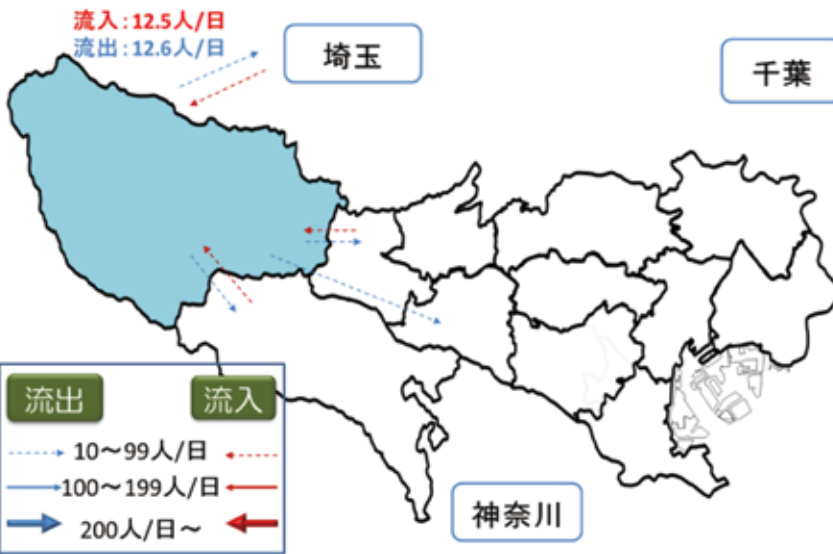 流入：12.5人/日
流出：12.6人/日
埼玉
千葉
流出 流入
10～99人/日
100～199人/日
200人/日～
神奈川